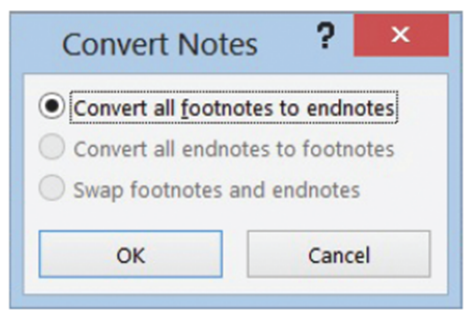 Convert Notes ? ×
Convert all footnotes to endnotes
Convert all endnotes to footnotes
Swap footnotes and endnotes
OK Cancel